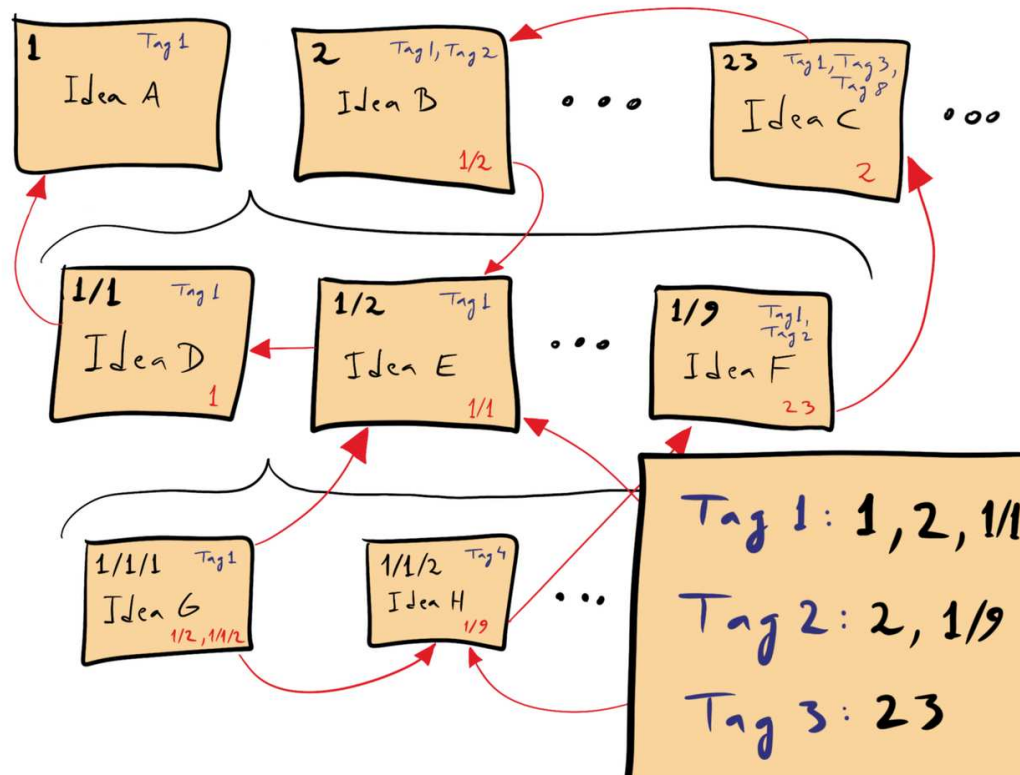 1 Tag 1
Idea A
2 Tag 1, Tag 2
Idea B
1/2
23 Tag 1, Tag 3,
Tag 8
Idea C
2
1/1 Tag 1
Idea D
1
1/2 Tag 1
Idea E
1/1
1/9 Tag 1,
Tag 2
Idea F
23
1/1/1 Tag 1
Idea G
1/2, 1/1/2
1/1/2 Tag 4
Idea H
1/9
Tag 1: 1, 2, 1/1
Tag 2: 2, 1/9
Tag 3: 23